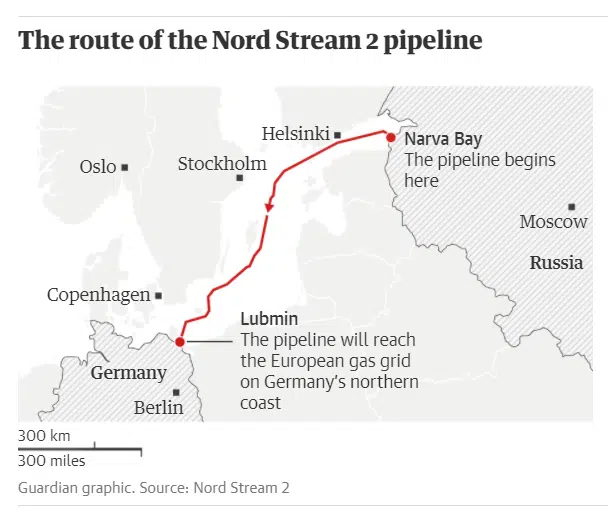 The route of the Nord Stream 2 pipeline
Helsinki
Narva Bay
The pipeline begins
here
Oslo
Stockholm
Moscow
Russia
Copenhagen
Lubmin
The pipeline will reach
the European gas grid
on Germany's northern
coast
Germany
Berlin
300 km
300 miles
Guardian graphic. Source: Nord Stream 2